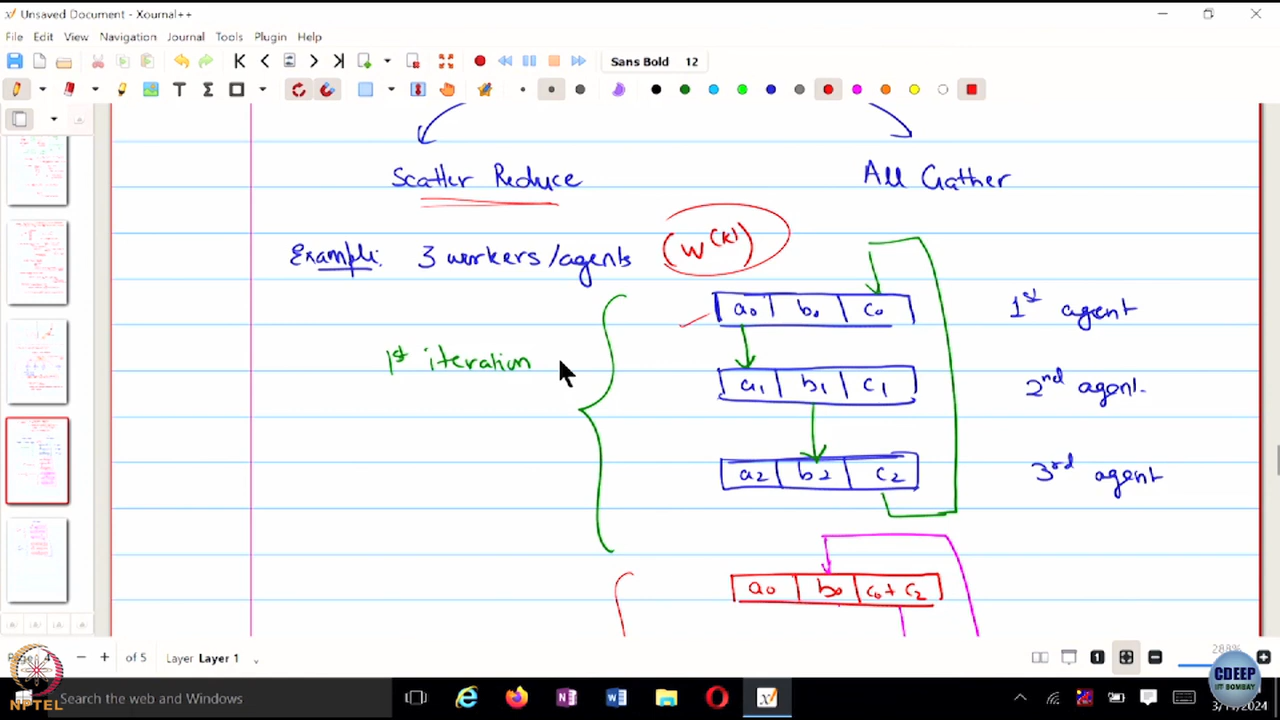 Unsaved Document - Xournal++
File Edit View Navigation Journal Tools Plugin Help
Sans Bold 12
Scatter Reduce
All Gather
Example: 3 workers/agents (w^(k))
a0 b0 c0 1st agent
1st iteration
a1 b1 c1 2nd agent.
a2 b2 c2 3rd agent
a0 b0 c0+c2
of 5 Layer Layer 1
288%
Search the web and Windows
NPTEL
CDEEP
IIT BOMBAY